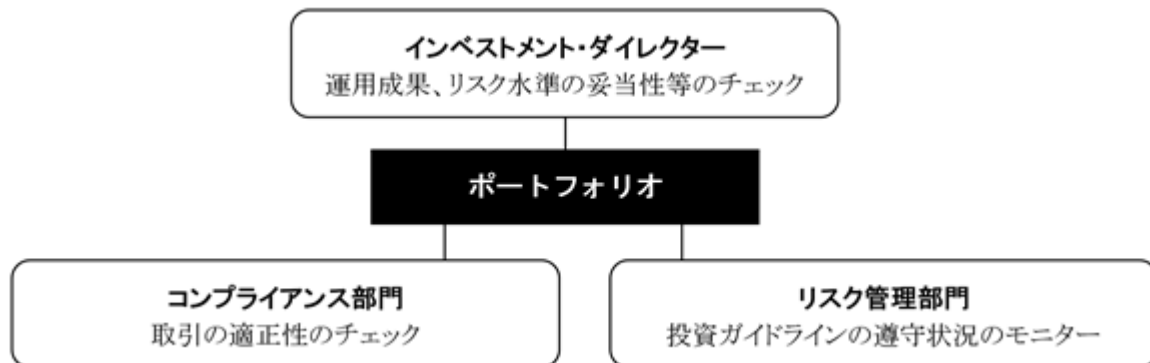 インベストメント・ダイレクター
運用成果、リスク水準の妥当性等のチェック
ポートフォリオ
コンプライアンス部門
取引の適正性のチェック
リスク管理部門
投資ガイドラインの遵守状況のモニター